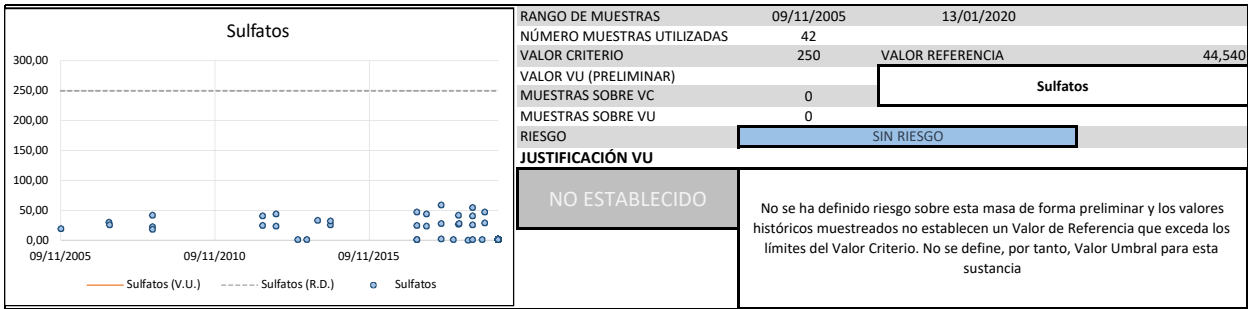 Sulfatos
300,00
250,00
200,00
150,00
100,00
50,00
0,00
09/11/2005 09/11/2010 09/11/2015
Sulfatos (V.U.) Sulfatos (R.D.) Sulfatos
RANGO DE MUESTRAS 09/11/2005 13/01/2020
NÚMERO MUESTRAS UTILIZADAS 42
VALOR CRITERIO 250 VALOR REFERENCIA 44,540
VALOR VU (PRELIMINAR)
Sulfatos
MUESTRAS SOBRE VC 0
MUESTRAS SOBRE VU 0
RIESGO SIN RIESGO
JUSTIFICACIÓN VU
NO ESTABLECIDO
No se ha definido riesgo sobre esta masa de forma preliminar y los valores
históricos muestreados no establecen un Valor de Referencia que exceda los
límites del Valor Criterio. No se define, por tanto, Valor Umbral para esta
sustancia